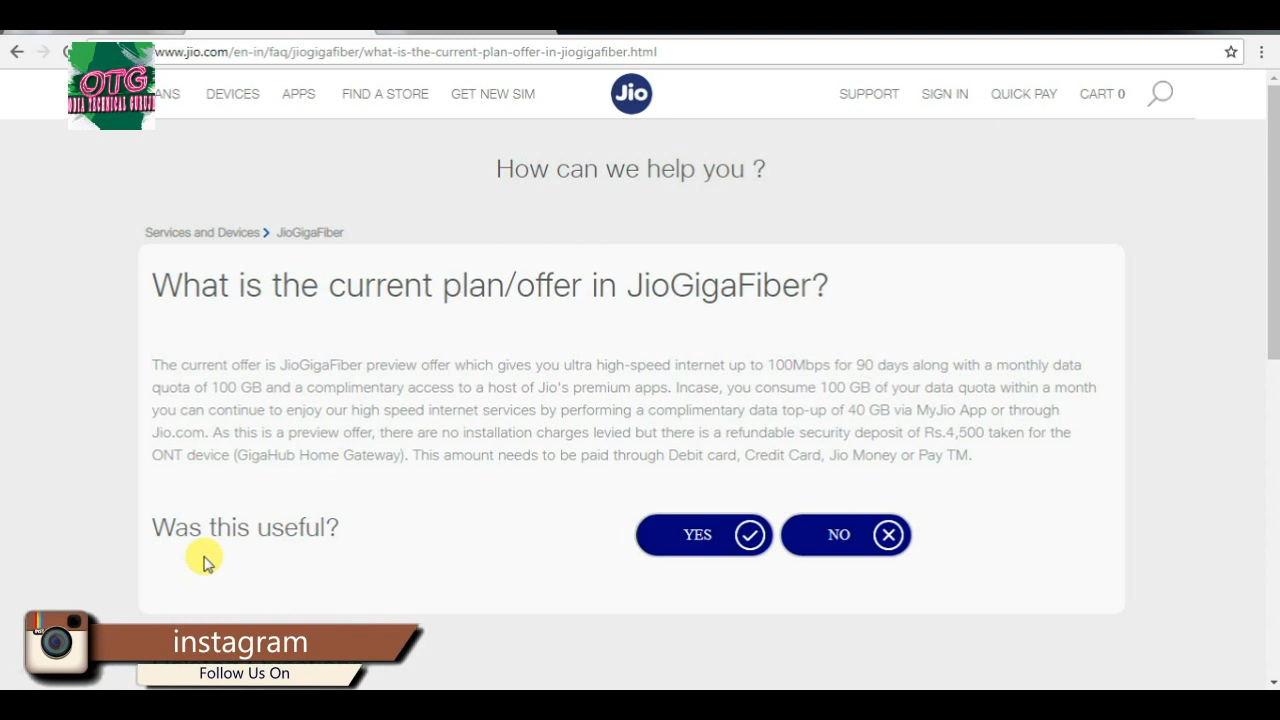 www.jio.com/en-in/faq/jiogigafiber/what-is-the-current-plan-offer-in-jiogigafiber.html
OTG
ODIA TECHNICAL GURUJI
ANS DEVICES APPS FIND A STORE GET NEW SIM Jio SUPPORT SIGN IN QUICK PAY CART 0
How can we help you ?
Services and Devices > JioGigaFiber
What is the current plan/offer in JioGigaFiber?
The current offer is JioGigaFiber preview offer which gives you ultra high-speed internet up to 100Mbps for 90 days along with a monthly data
quota of 100 GB and a complimentary access to a host of Jio's premium apps. Incase, you consume 100 GB of your data quota within a month
you can continue to enjoy our high speed internet services by performing a complimentary data top-up of 40 GB via MyJio App or through
Jio.com. As this is a preview offer, there are no installation charges levied but there is a refundable security deposit of Rs.4,500 taken for the
ONT device (GigaHub Home Gateway). This amount needs to be paid through Debit card, Credit Card, Jio Money or Pay TM.
Was this useful? YES NO
instagram
Follow Us On